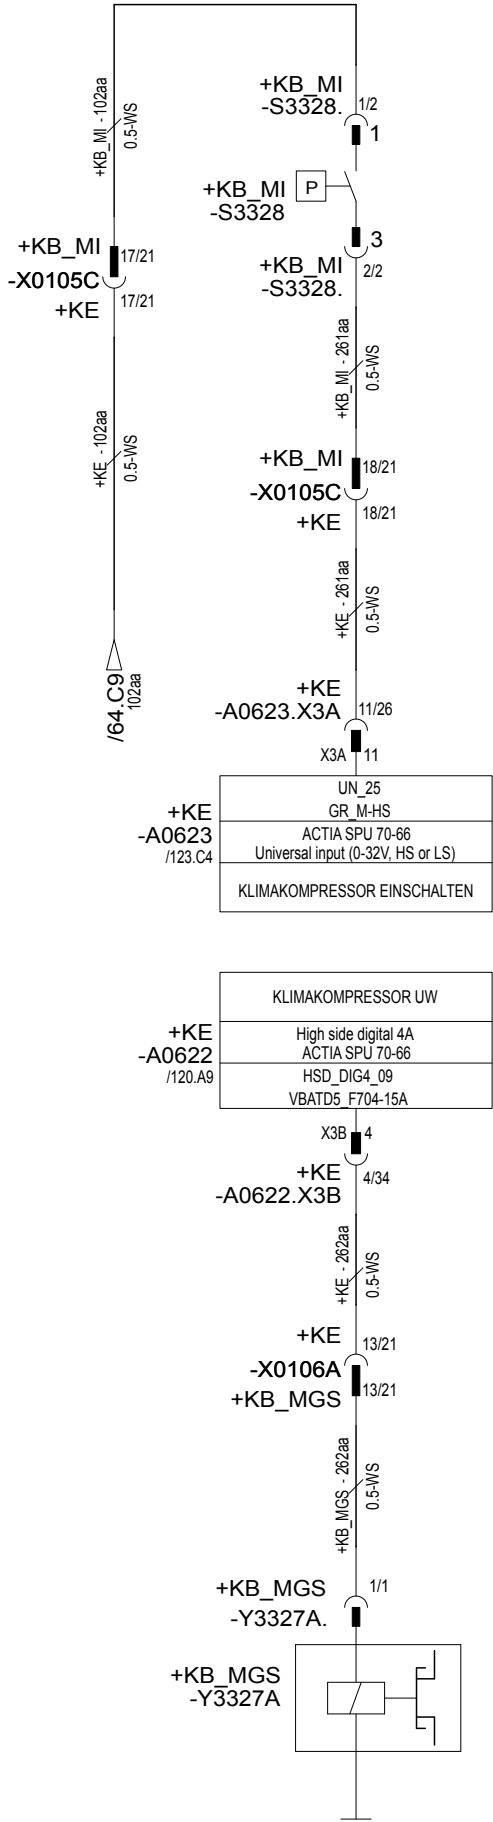 +KB_MI - 102aa
0.5-WS
+KB_MI
-X0105C
+KE
17/21
17/21
+KE - 102aa
0.5-WS
/64.C9
102aa
+KB_MI
-S3328.
1/2
1
P
+KB_MI
-S3328
3
+KB_MI
-S3328.
2/2
+KB_MI - 261aa
0.5-WS
+KB_MI
-X0105C
+KE
18/21
18/21
+KE - 261aa
0.5-WS
+KE
-A0623.X3A
11/26
X3A
11
+KE
-A0623
/123.C4
UN_25
GR_M-HS
ACTIA SPU 70-66
Universal input (0-32V, HS or LS)
KLIMAKOMPRESSOR EINSCHALTEN
KLIMAKOMPRESSOR UW
+KE
-A0622
/120.A9
High side digital 4A
ACTIA SPU 70-66
HSD_DIG4_09
VBATD5_F704-15A
X3B
4
+KE
-A0622.X3B
4/34
+KE - 262aa
0.5-WS
+KE
-X0106A
+KB_MGS
13/21
13/21
+KB_MGS - 262aa
0.5-WS
+KB_MGS
-Y3327A.
1/1
+KB_MGS
-Y3327A